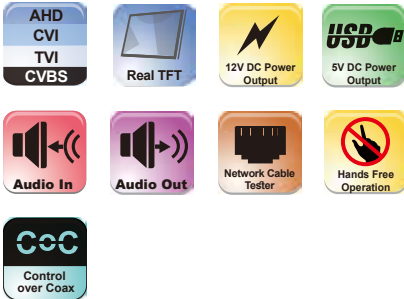 AHD
CVI
TVI
CVBS
Real TFT
12V DC Power
Output
USB
5V DC Power
Output
Audio In
Audio Out
Network Cable
Tester
Hands Free
Operation
CoC
Control
over Coax